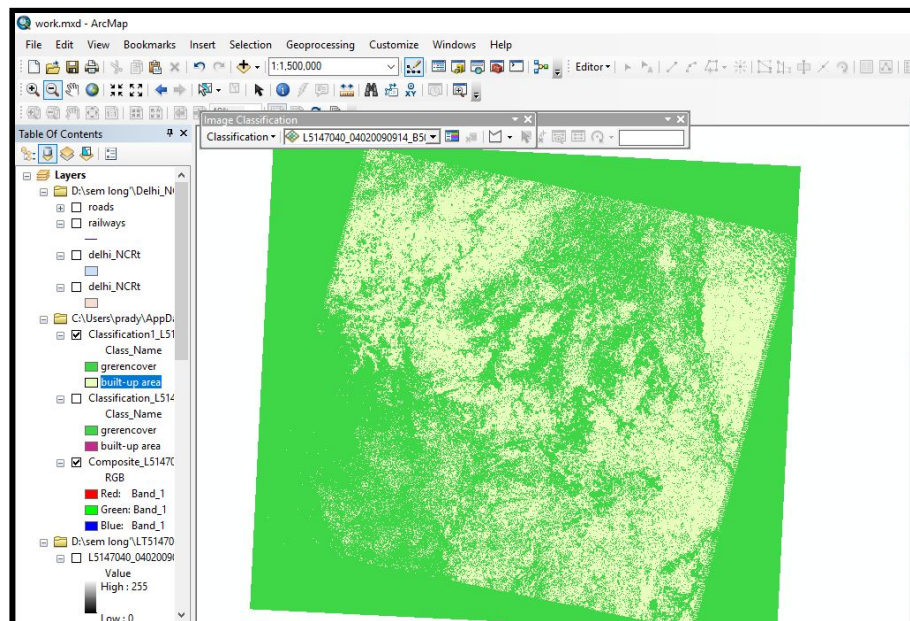 work.mxd - ArcMap
File Edit View Bookmarks Insert Selection Geoprocessing Customize Windows Help
1:1,500,000
Editor
Image Classification
Classification L5147040_04020090914_B5
Table Of Contents
Layers
D:\sem long'\Delhi_N
roads
railways
delhi_NCRt
delhi_NCRt
C:\Users\prady\AppDa
Classification1_L51
Class_Name
grerencover
built-up area
Classification_L514
Class_Name
grerencover
built-up area
Composite_L5147
RGB
Red: Band_1
Green: Band_1
Blue: Band_1
D:\sem long'\LT5147
L5147040_0402009
Value
High : 255
Low : 0